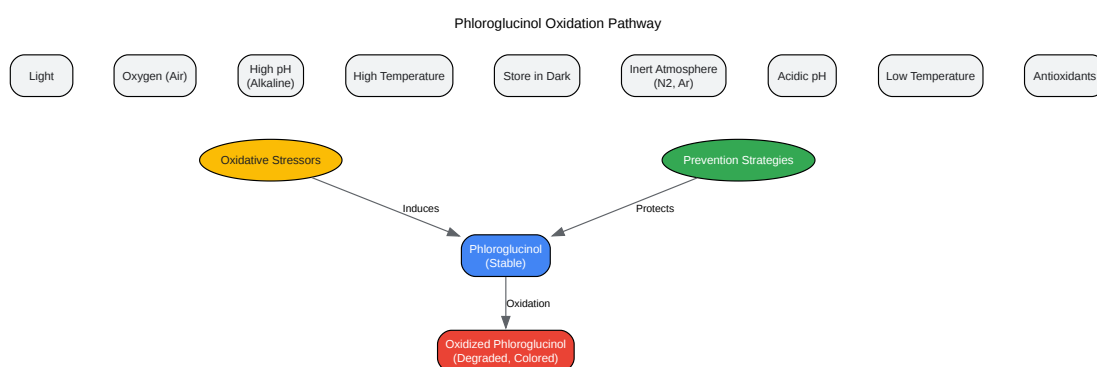 Phloroglucinol Oxidation Pathway
Light
Oxygen (Air)
High pH
(Alkaline)
High Temperature
Store in Dark
Inert Atmosphere
(N2, Ar)
Acidic pH
Low Temperature
Antioxidants
Oxidative Stressors
Prevention Strategies
Induces
Protects
Phloroglucinol
(Stable)
Oxidation
Oxidized Phloroglucinol
(Degraded, Colored)